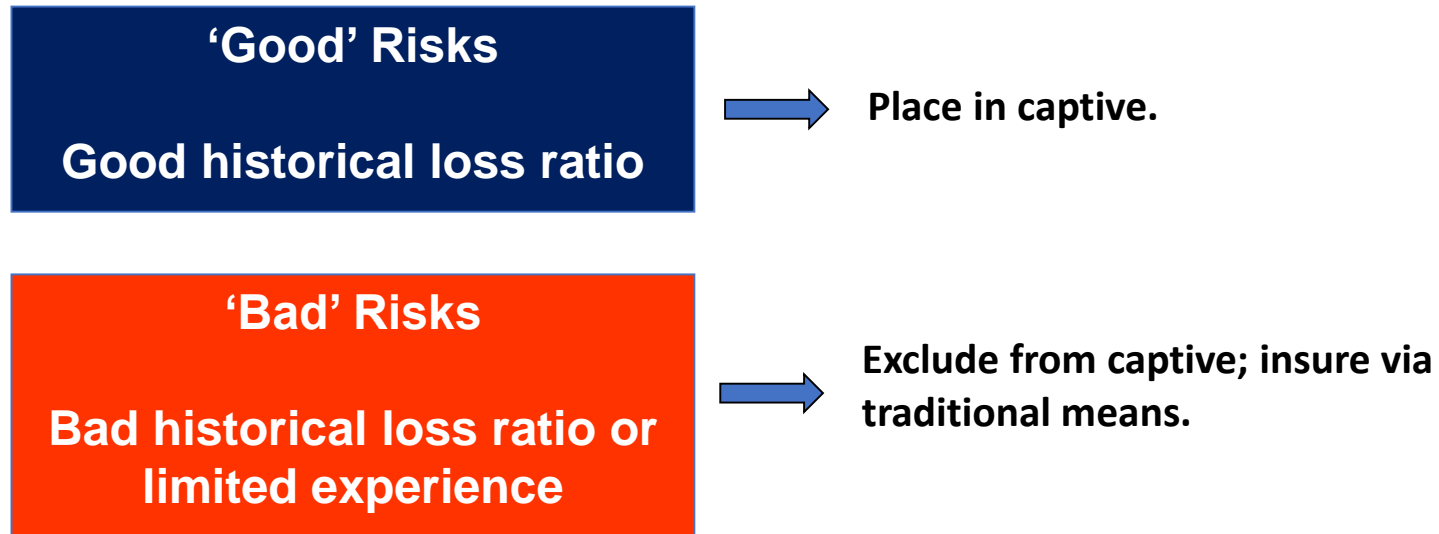 ‘Good’ Risks
Good historical loss ratio
Place in captive.
‘Bad’ Risks
Bad historical loss ratio or
limited experience
Exclude from captive; insure via
traditional means.